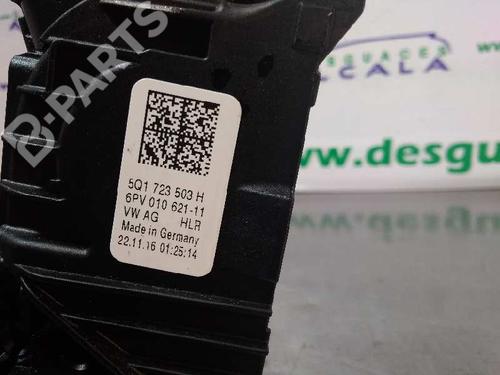 B-PARTS
DESGUACES
ALCALA
www.desgu
5Q1 723 503 H
6PV 010 621-11
VW AG HLR
Made in Germany
22.11.16 01:25:14